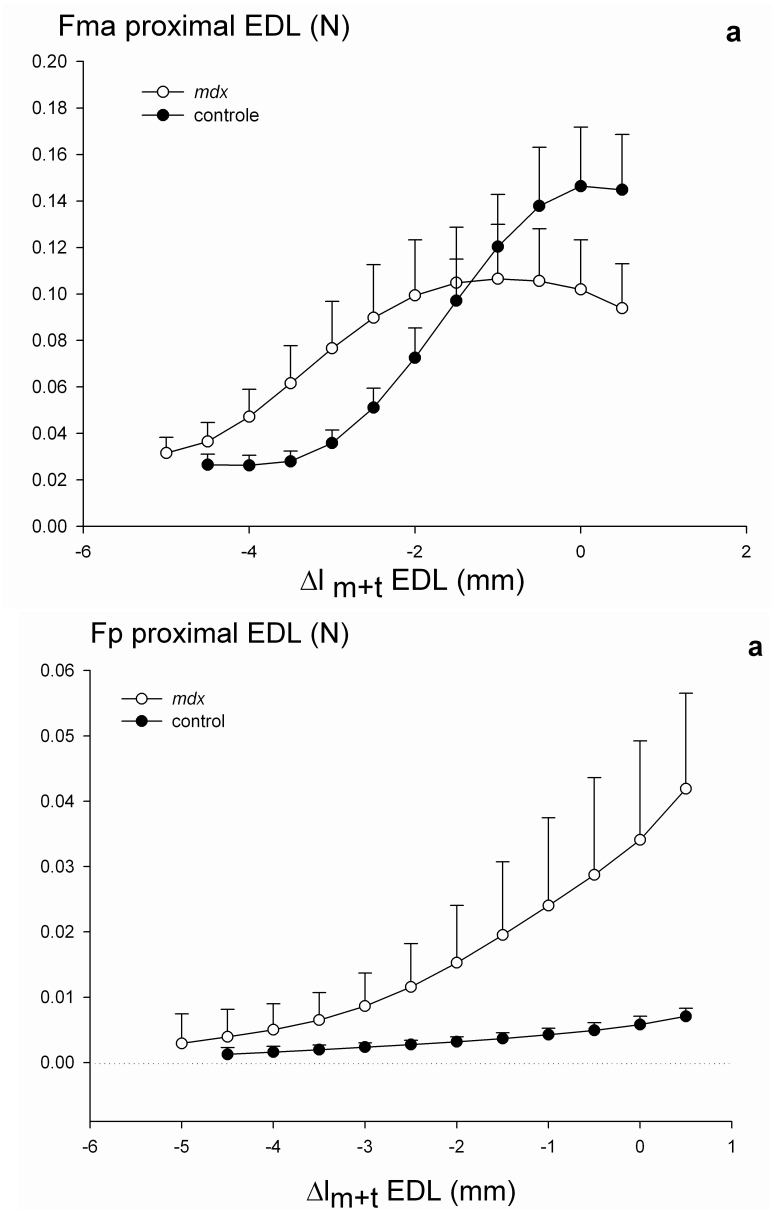 Fma proximal EDL (N)
a
0.20
0.18
0.16
0.14
0.12
0.10
0.08
0.06
0.04
0.02
0.00
mdx
controle
-6 -4 -2 0 2
Δl m+t EDL (mm)
Fp proximal EDL (N)
a
0.06
0.05
0.04
0.03
0.02
0.01
0.00
mdx
control
-6 -5 -4 -3 -2 -1 0 1
Δlm+t EDL (mm)